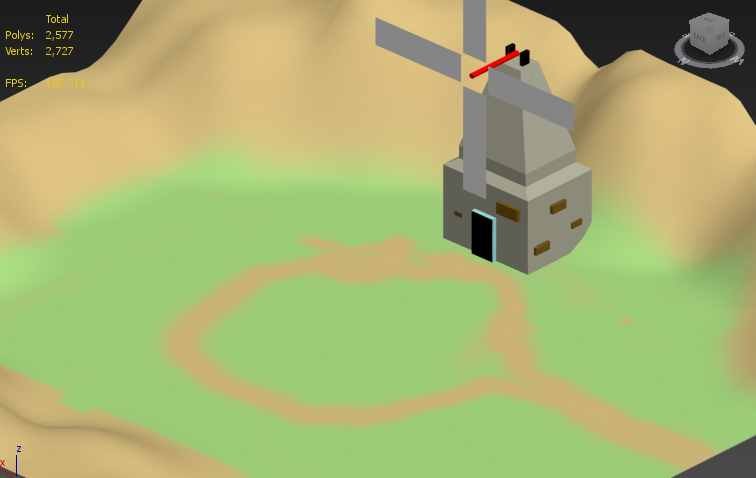 Total
Polys: 2,577
Verts: 2,727
FPS:
z
x